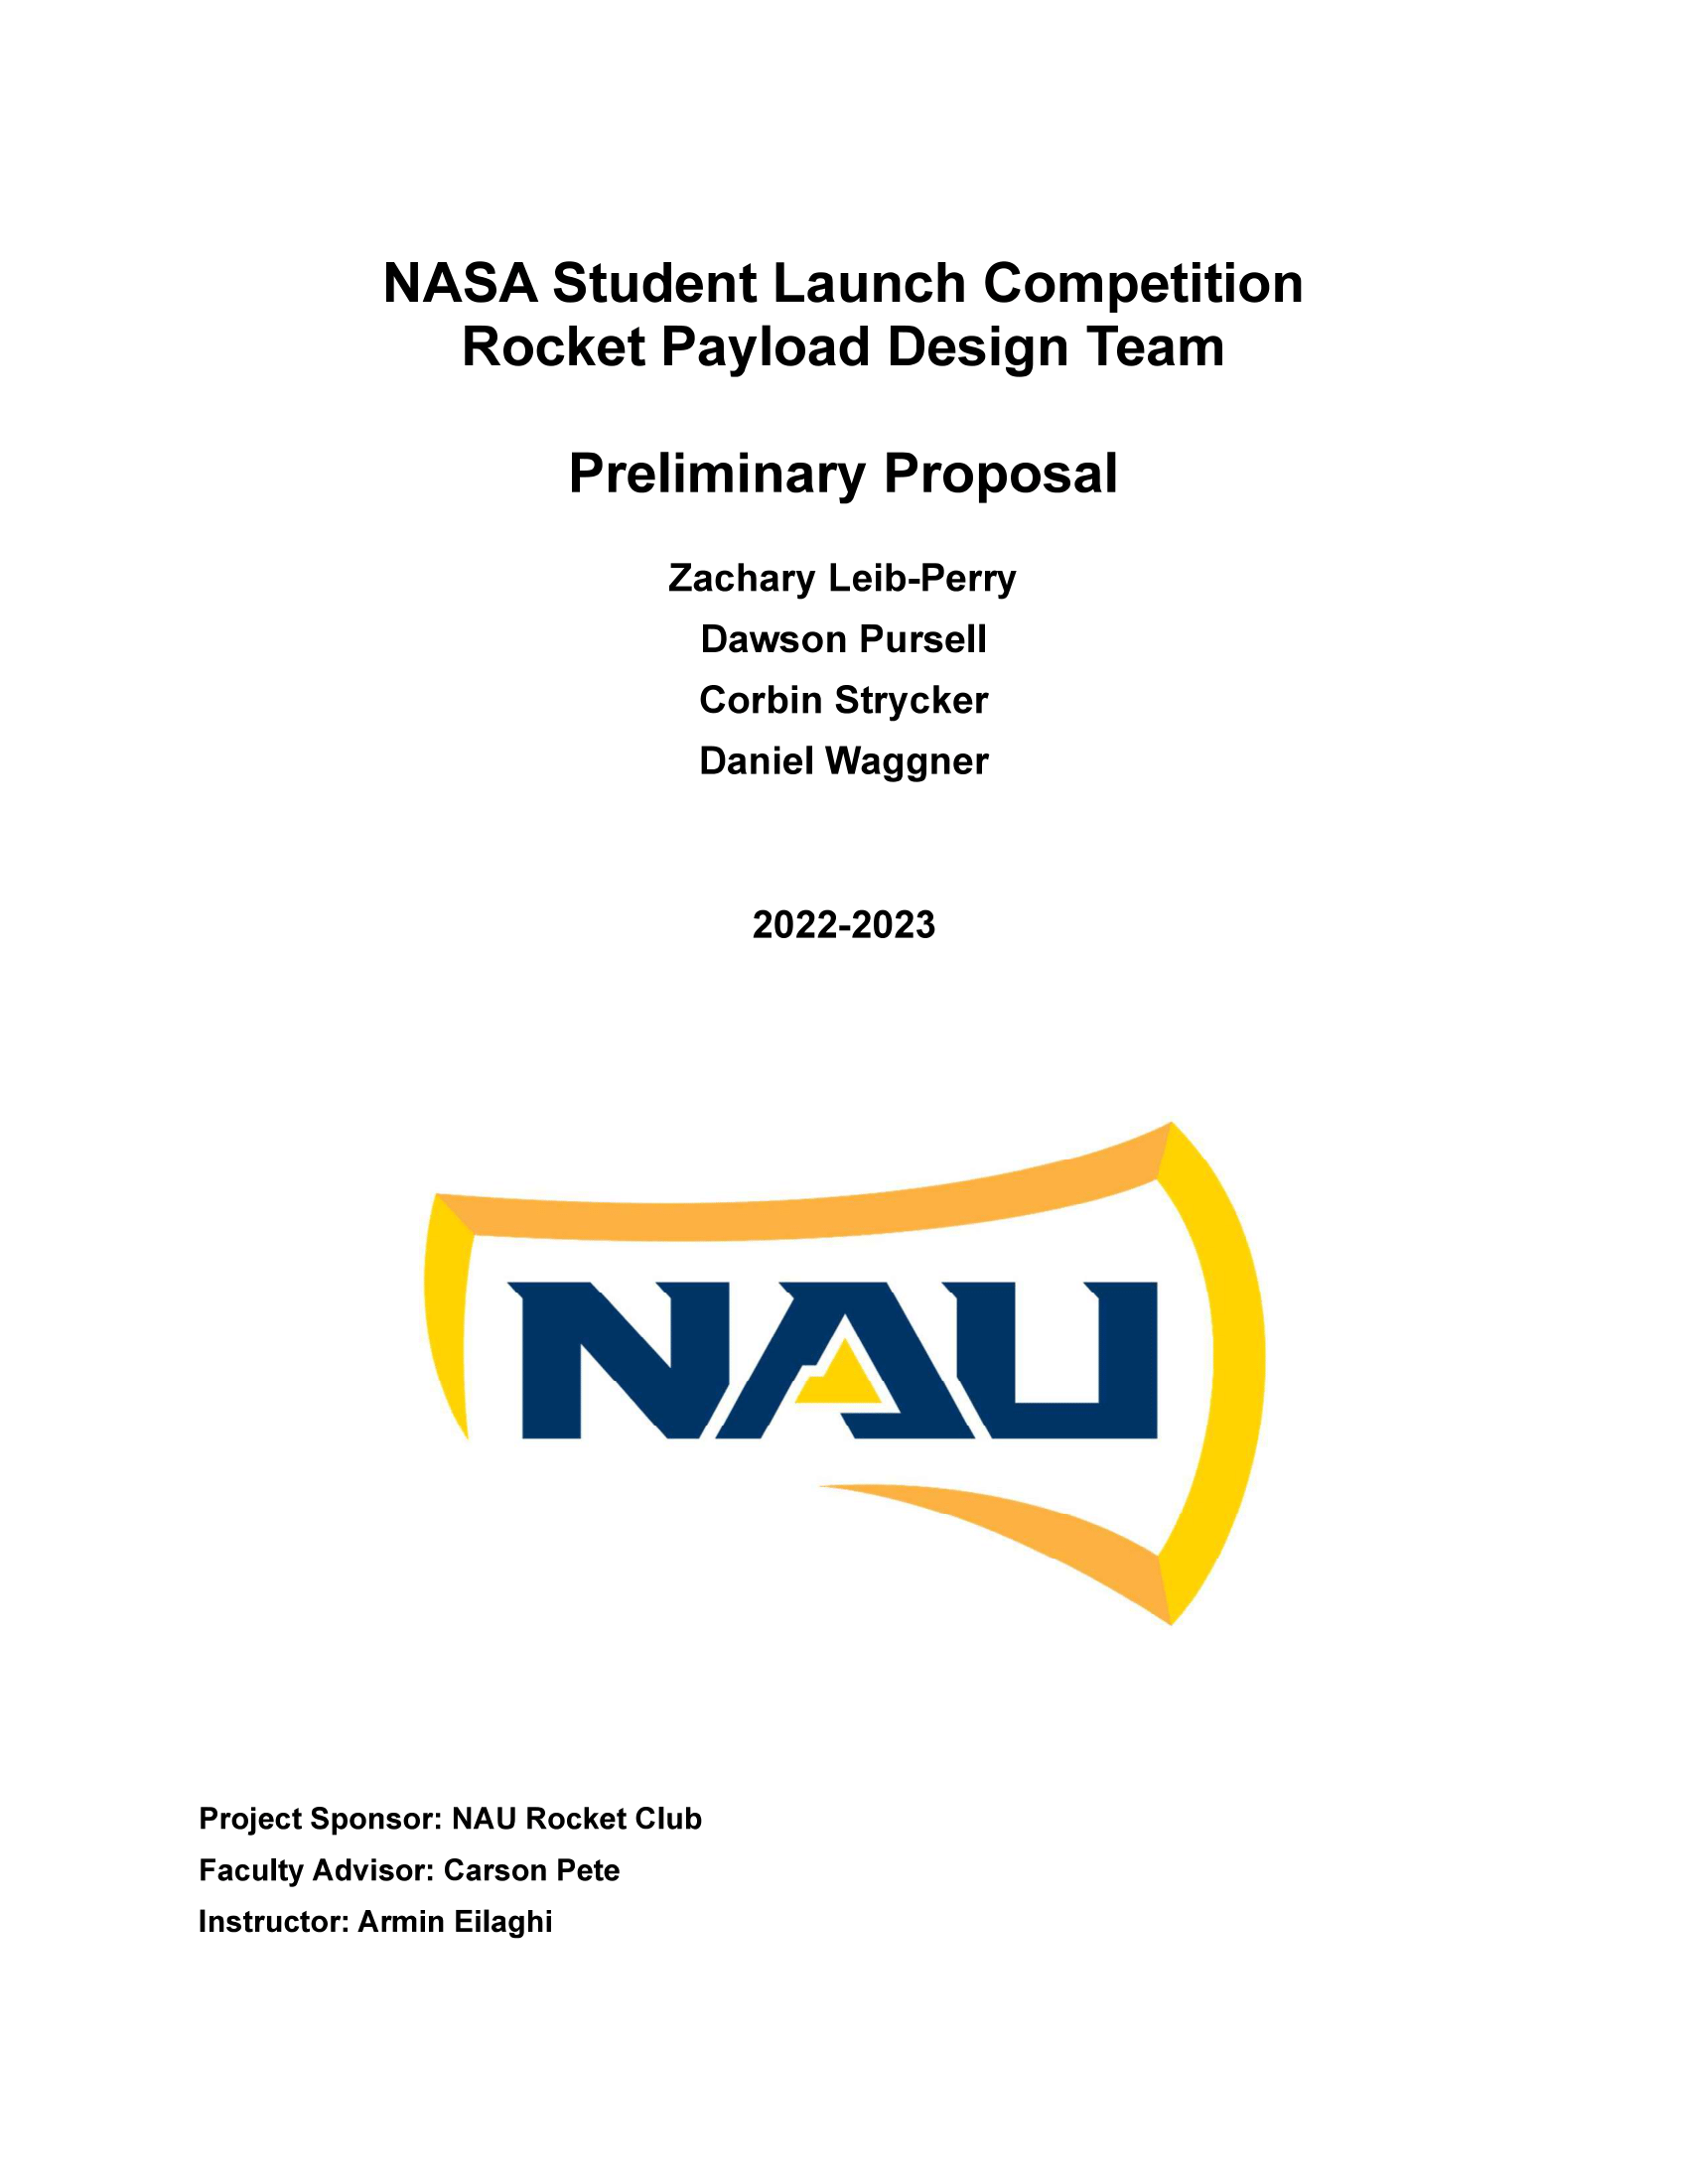 NASA Student Launch Competition
Rocket Payload Design Team
Preliminary Proposal
Zachary Leib-Perry
Dawson Pursell
Corbin Strycker
Daniel Waggner
2022-2023
NAU
Project Sponsor: NAU Rocket Club
Faculty Advisor: Carson Pete
Instructor: Armin Eilaghi